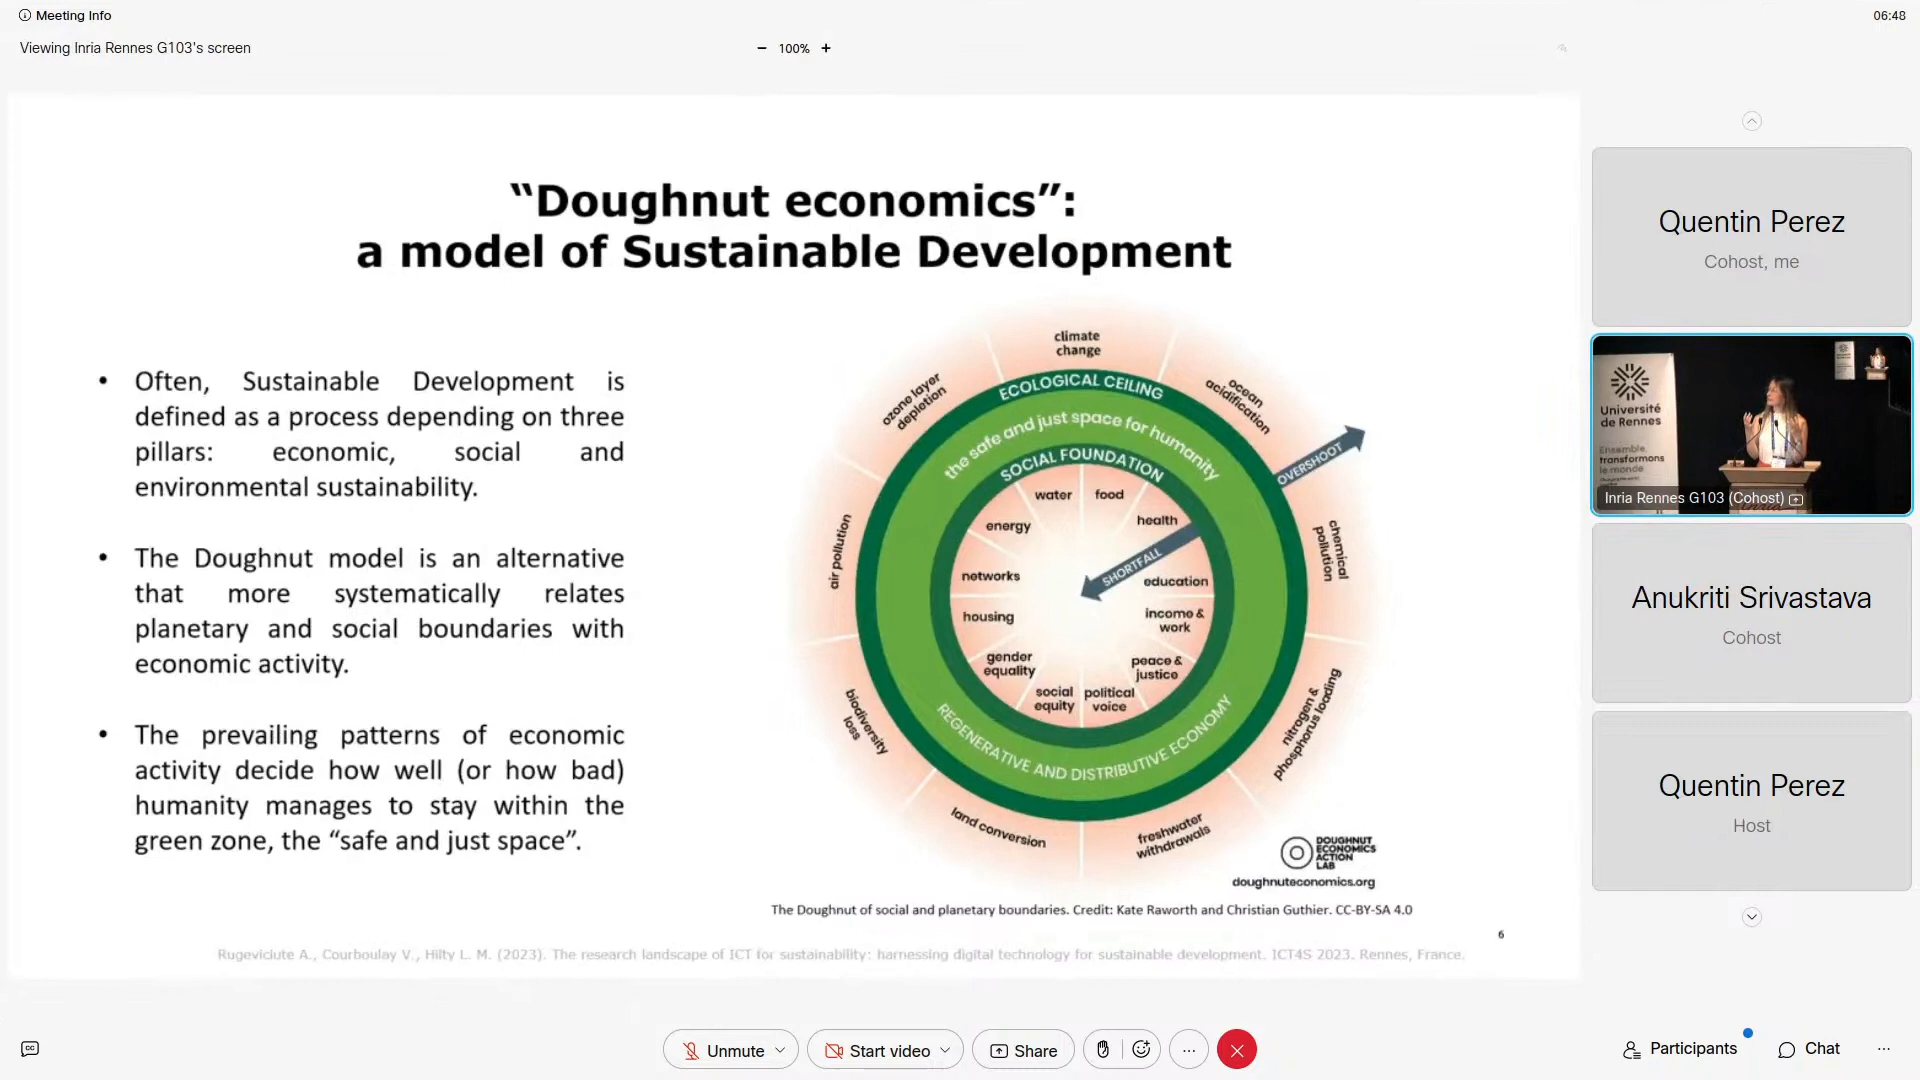 Meeting Info
06:48
Viewing Inria Rennes G103's screen
100%
“Doughnut economics”:
a model of Sustainable Development
• Often, Sustainable Development is
defined as a process depending on three
pillars: economic, social and
environmental sustainability.
• The Doughnut model is an alternative
that more systematically relates
planetary and social boundaries with
economic activity.
• The prevailing patterns of economic
activity decide how well (or how bad)
humanity manages to stay within the
green zone, the “safe and just space”.
climate
change
ozone layer
depletion
ocean
acidification
ECOLOGICAL CEILING
the safe and just space for humanity
SOCIAL FOUNDATION
OVERSHOOT
water
food
energy
health
SHORTFALL
air pollution
chemical
pollution
networks
education
housing
income &
work
gender
equality
peace &
justice
social
equity
political
voice
biodiversity
loss
nitrogen &
phosphorus loading
REGENERATIVE AND DISTRIBUTIVE ECONOMY
land conversion
freshwater
withdrawals
DOUGHNUT
ECONOMICS
ACTION
LAB
doughnuteconomics.org
The Doughnut of social and planetary boundaries. Credit: Kate Raworth and Christian Guthier. CC-BY-SA 4.0
6
Rugeviciute A., Courboulay V., Hilty L. M. (2023). The research landscape of ICT for sustainability: harnessing digital technology for sustainable development. ICT4S 2023. Rennes, France.
Quentin Perez
Cohost, me
Université
de Rennes
Ensemble,
transformons
le monde
Inria Rennes G103 (Cohost)
Anukriti Srivastava
Cohost
Quentin Perez
Host
CC
Unmute
Start video
Share
Participants
Chat